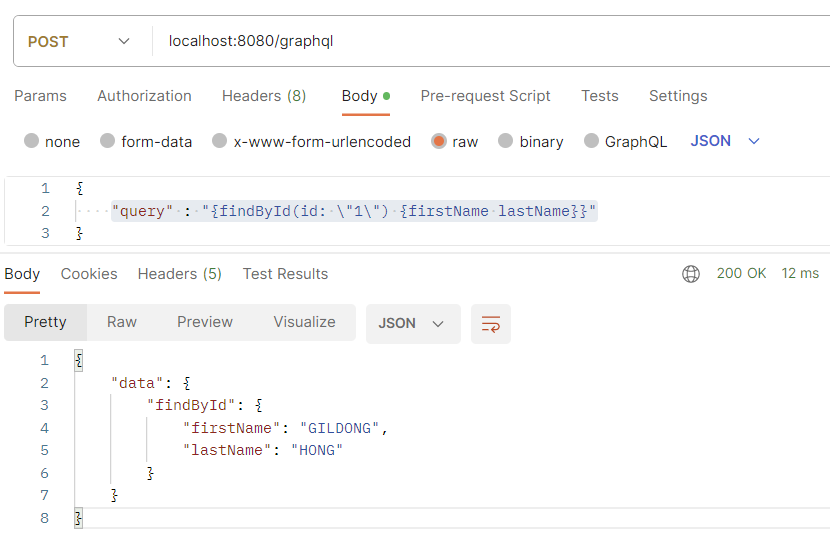 POST localhost:8080/graphql
Params Authorization Headers (8) Body Pre-request Script Tests Settings
none form-data x-www-form-urlencoded raw binary GraphQL JSON
1 {
2 ····"query" : "{findById(id: \"1\") {firstName lastName}}"
3 }
Body Cookies Headers (5) Test Results 200 OK 12 ms
Pretty Raw Preview Visualize JSON
1 {
2 "data": {
3 "findById": {
4 "firstName": "GILDONG",
5 "lastName": "HONG"
6 }
7 }
8 }